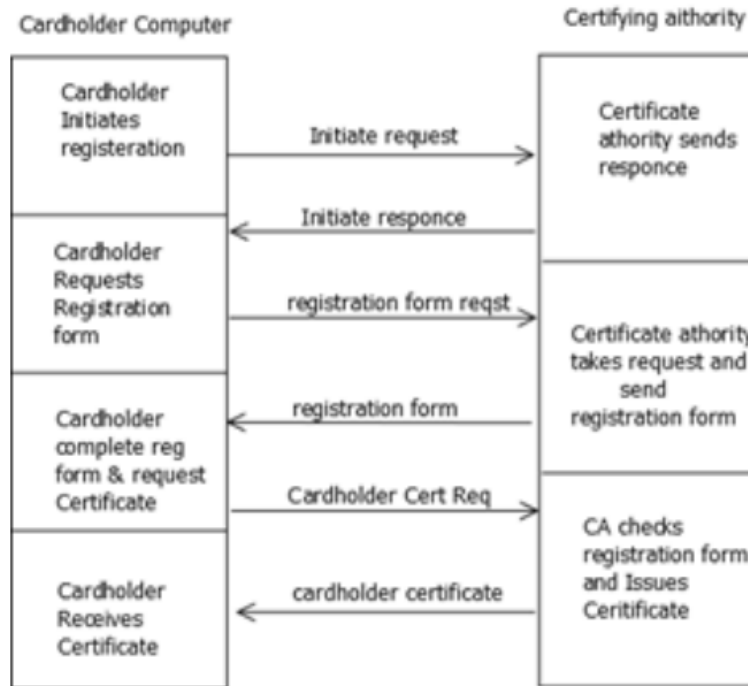 Cardholder Computer
Certifying aithority
Cardholder
Initiates
registeration
Initiate request
Certificate
athority sends
responce
Initiate responce
Cardholder
Requests
Registration
form
registration form reqst
Certificate athority
takes request and
send
registration form
registration form
Cardholder
complete reg
form & request
Certificate
Cardholder Cert Req
CA checks
registration form
and Issues
Ceritificate
cardholder certificate
Cardholder
Receives
Certificate